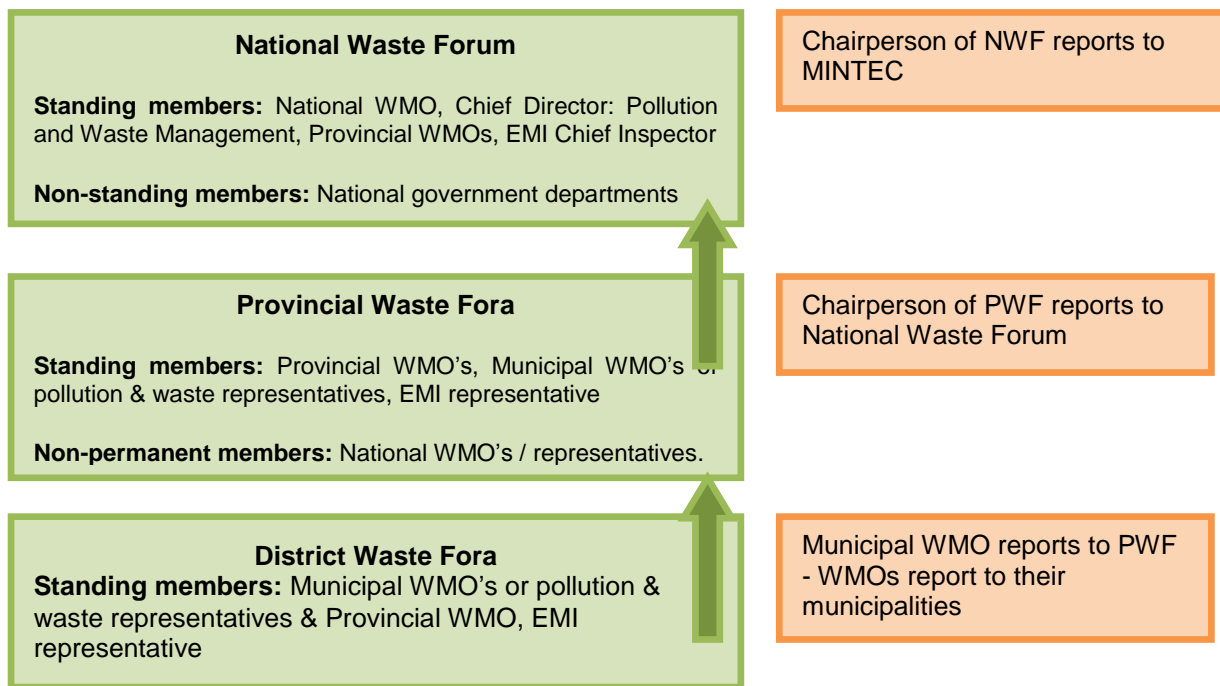 National Waste Forum
Standing members: National WMO, Chief Director: Pollution
and Waste Management, Provincial WMOs, EMI Chief Inspector
Non-standing members: National government departments
Chairperson of NWF reports to
MINTEC
Provincial Waste Fora
Standing members: Provincial WMO's, Municipal WMO's or
pollution & waste representatives, EMI representative
Non-permanent members: National WMO's / representatives.
Chairperson of PWF reports to
National Waste Forum
District Waste Fora
Standing members: Municipal WMO's or pollution &
waste representatives & Provincial WMO, EMI
representative
Municipal WMO reports to PWF
- WMOs report to their
municipalities